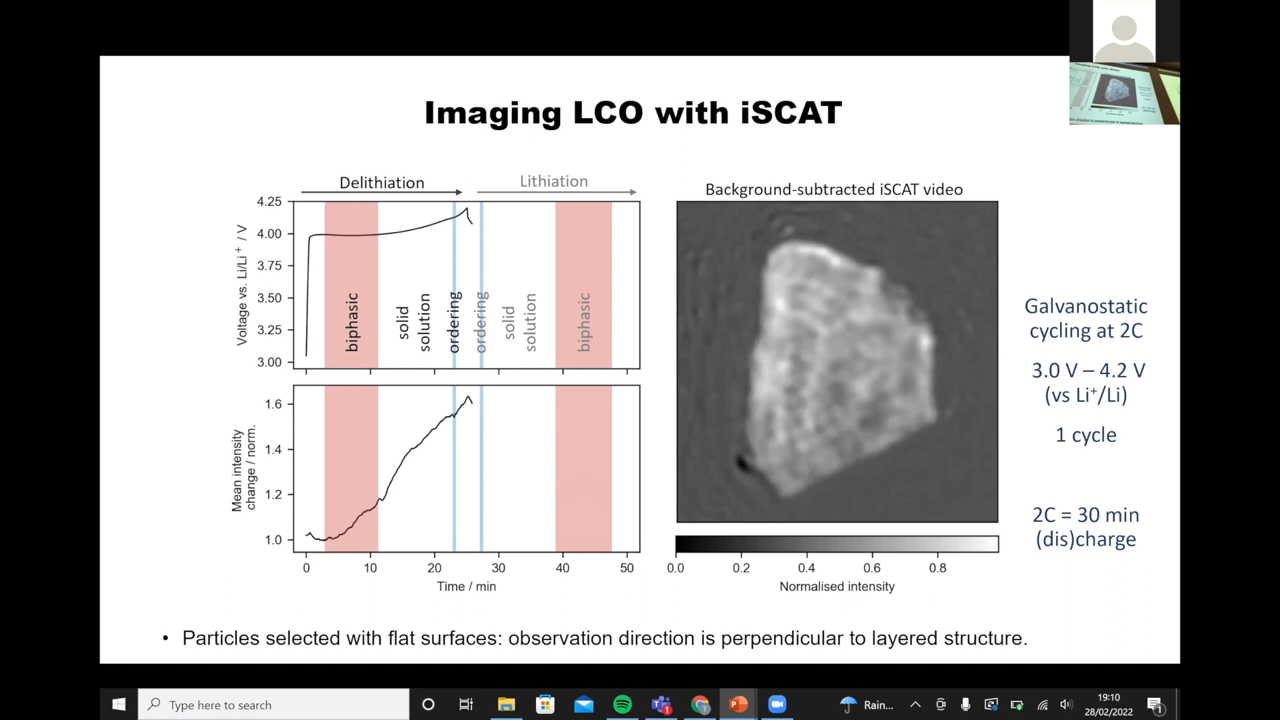 Imaging LCO with iSCAT
Delithiation
Lithiation
4.25
4.00
3.75
3.50
3.25
3.00
Voltage vs. Li/Li⁺ / V
biphasic
solid
solution
ordering
ordering
solid
solution
biphasic
1.6
1.4
1.2
1.0
Mean intensity
change / norm.
0 10 20 30 40 50
Time / min
Background-subtracted iSCAT video
0.0 0.2 0.4 0.6 0.8
Normalised intensity
Galvanostatic
cycling at 2C
3.0 V – 4.2 V
(vs Li⁺/Li)
1 cycle
2C = 30 min
(dis)charge
• Particles selected with flat surfaces: observation direction is perpendicular to layered structure.
Type here to search
Rain...
19:10
28/02/2022